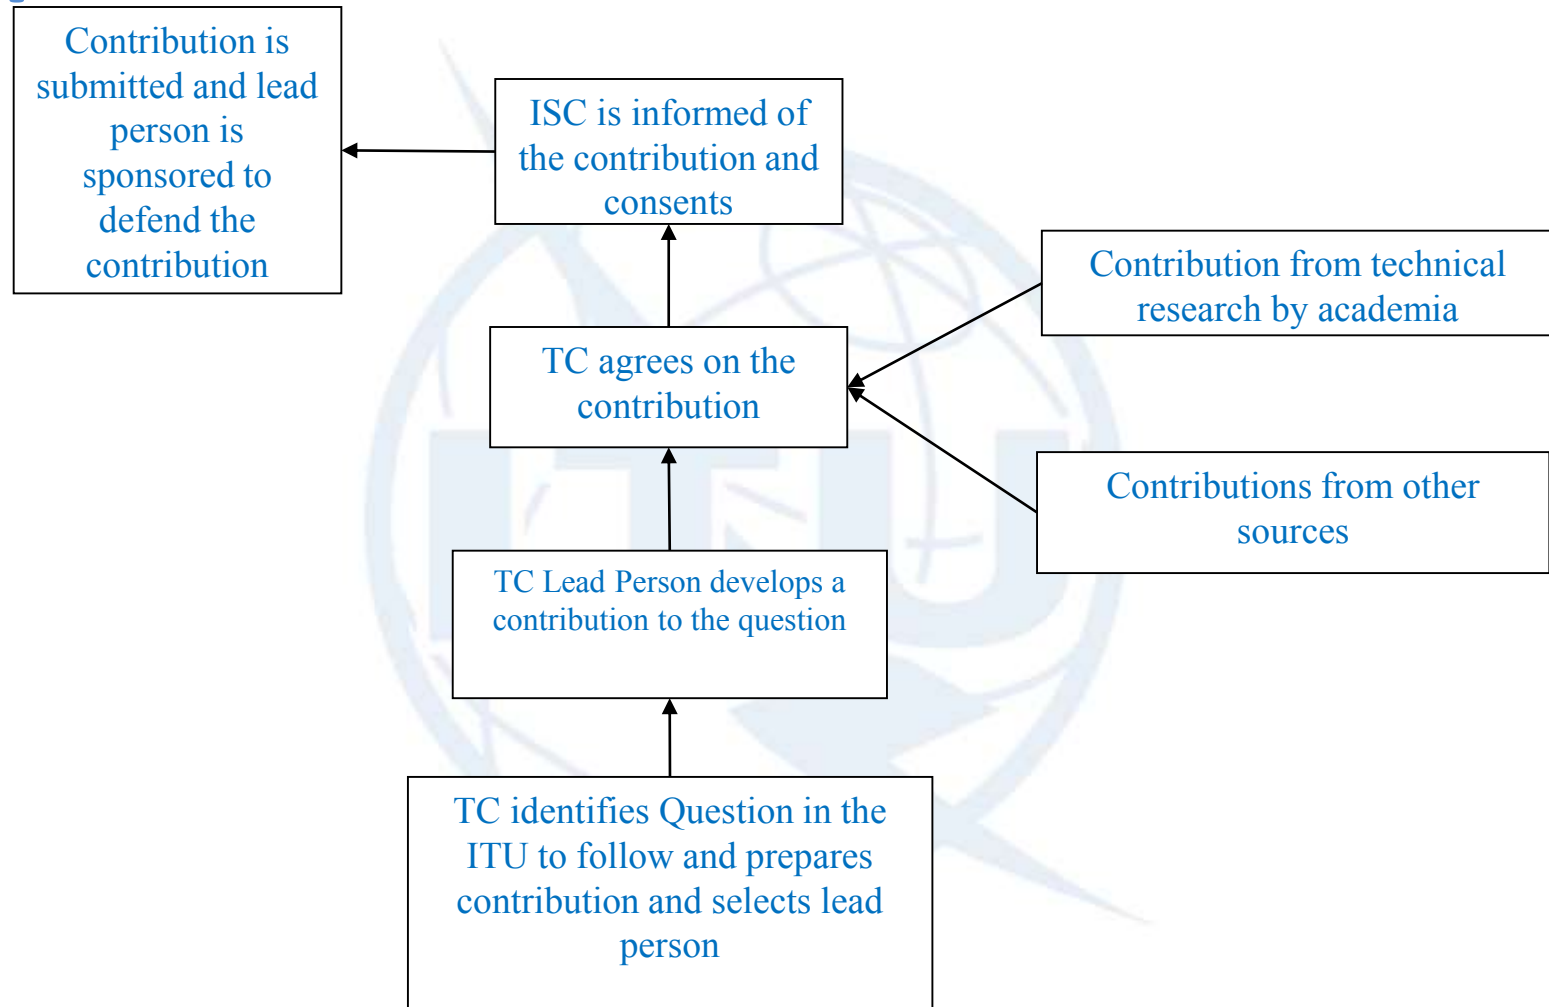 Contribution is
submitted and lead
person is
sponsored to
defend the
contribution
ISC is informed of
the contribution and
consents
Contribution from technical
research by academia
TC agrees on the
contribution
Contributions from other
sources
TC Lead Person develops a
contribution to the question
TC identifies Question in the
ITU to follow and prepares
contribution and selects lead
person
ITU